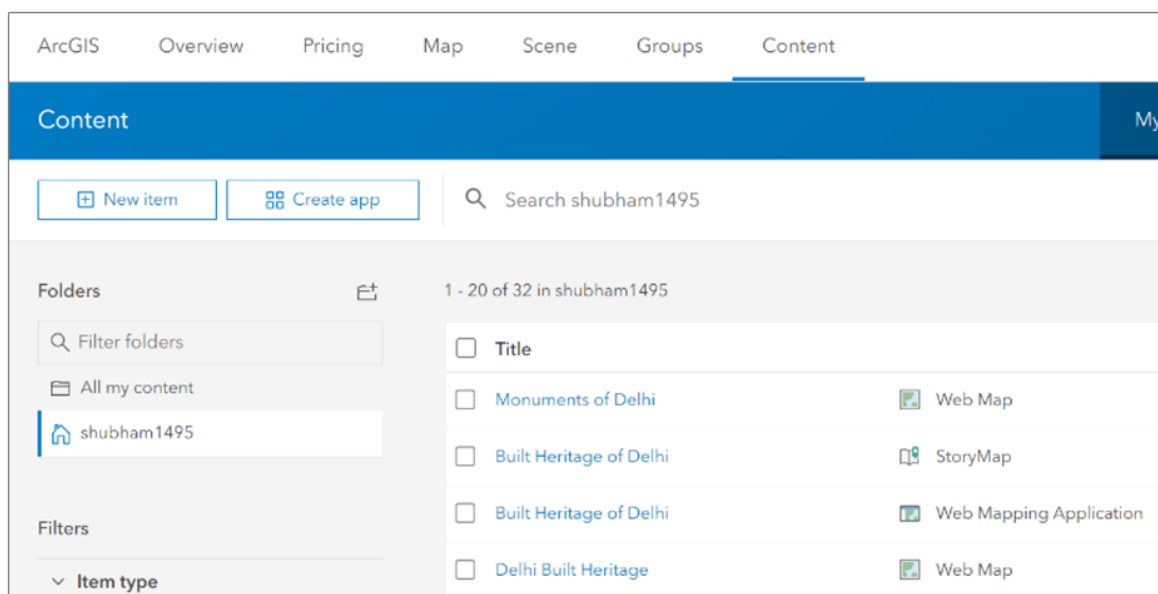 ArcGIS Overview Pricing Map Scene Groups Content
Content My
New item Create app Search shubham1495
Folders
Filter folders
All my content
shubham1495
Filters
Item type
1 - 20 of 32 in shubham1495
Title
Monuments of Delhi Web Map
Built Heritage of Delhi StoryMap
Built Heritage of Delhi Web Mapping Application
Delhi Built Heritage Web Map